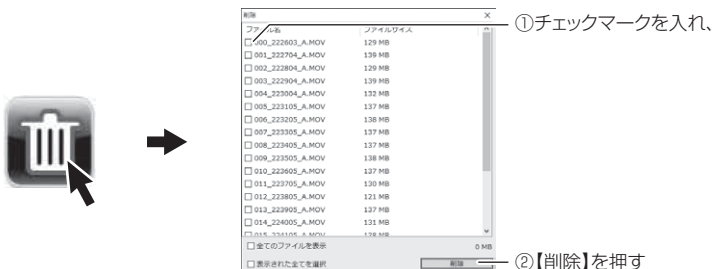 削除
ファイル名 ファイルサイズ
000_222603_A.MOV 129 MB
001_222704_A.MOV 139 MB
002_222804_A.MOV 129 MB
003_222904_A.MOV 139 MB
004_223004_A.MOV 132 MB
005_223105_A.MOV 137 MB
006_223205_A.MOV 138 MB
007_223305_A.MOV 137 MB
008_223405_A.MOV 137 MB
009_223505_A.MOV 138 MB
010_223605_A.MOV 137 MB
011_223705_A.MOV 130 MB
012_223805_A.MOV 121 MB
013_223905_A.MOV 137 MB
014_224005_A.MOV 131 MB
015_224105_A.MOV 128 MB
全てのファイルを表示 0 MB
表示された全てを選択 削除
①チェックマークを入れ、
②【削除】を押す